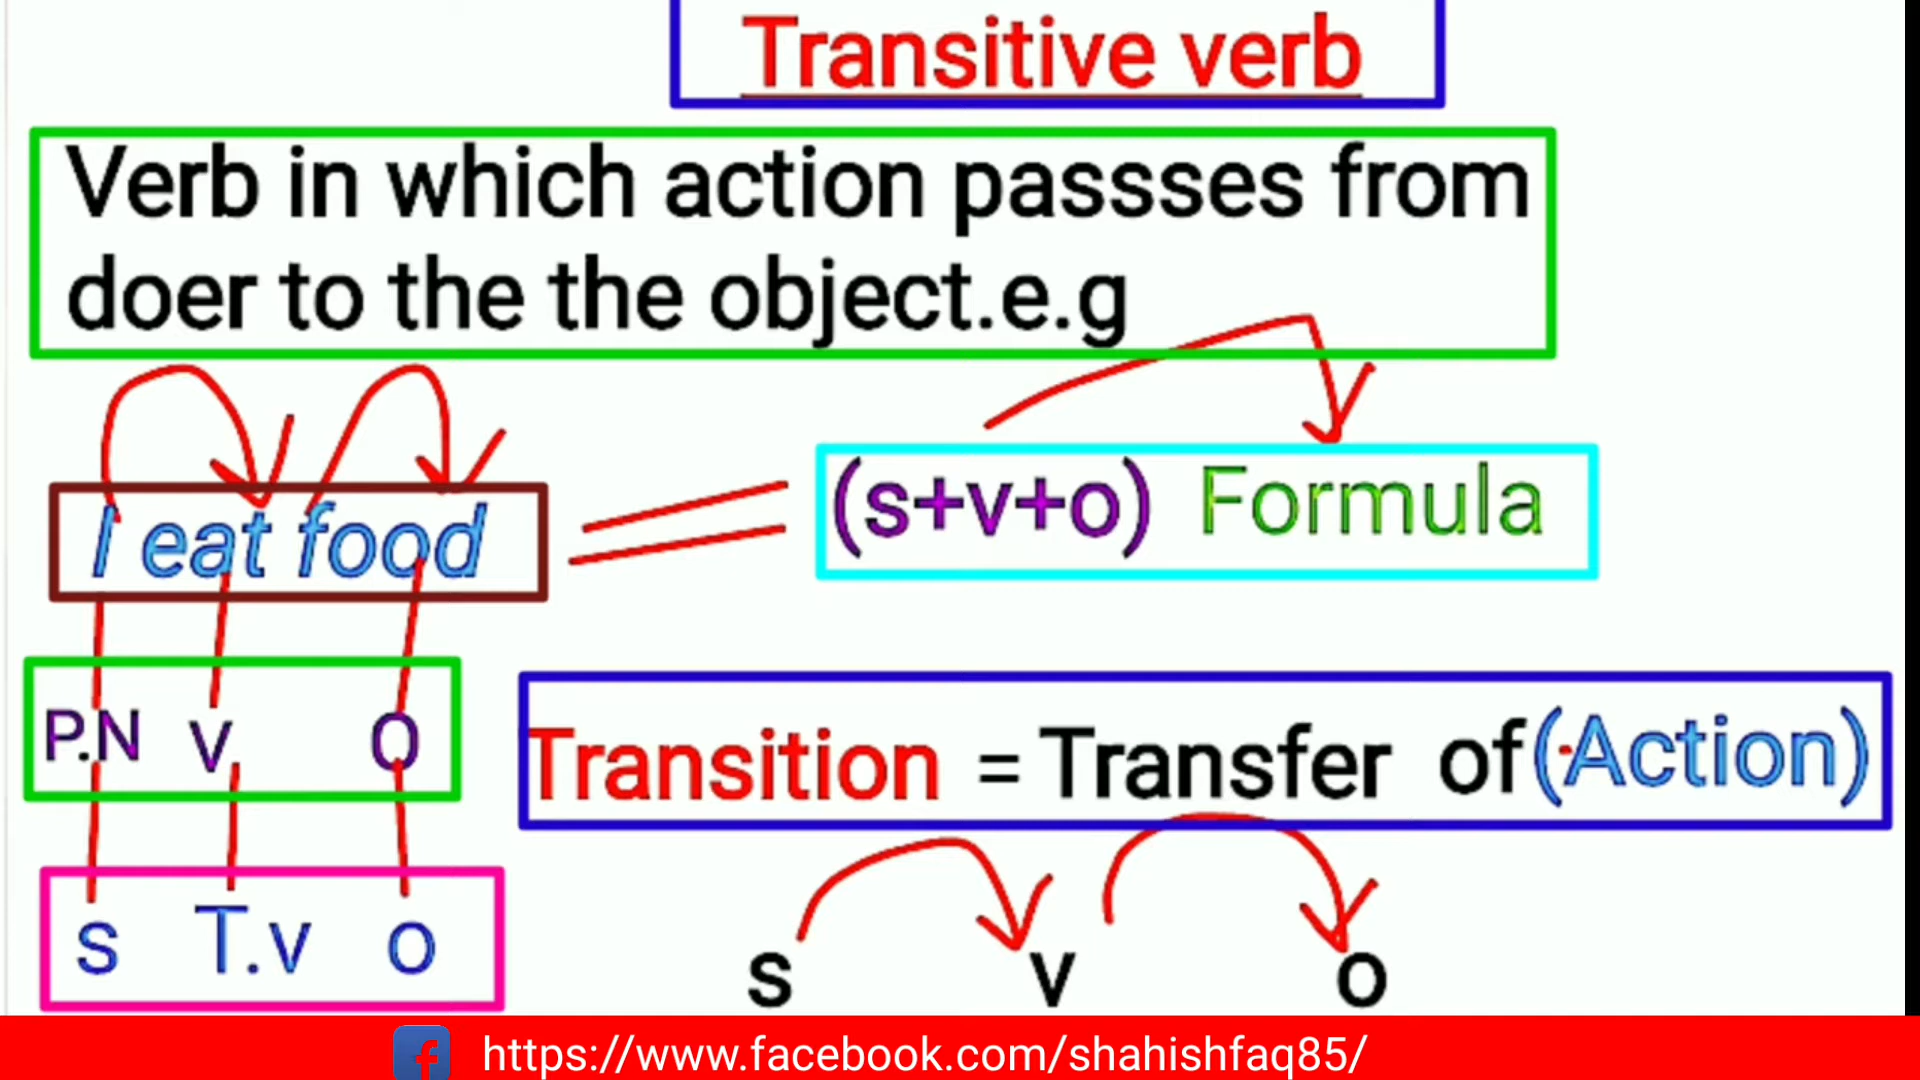 Transitive verb
Verb in which action passses from
doer to the the object.e.g
I eat food
(s+v+o) Formula
P.N v O
Transition = Transfer of (Action)
s T.v o
s v o
https://www.facebook.com/shahishfaq85/